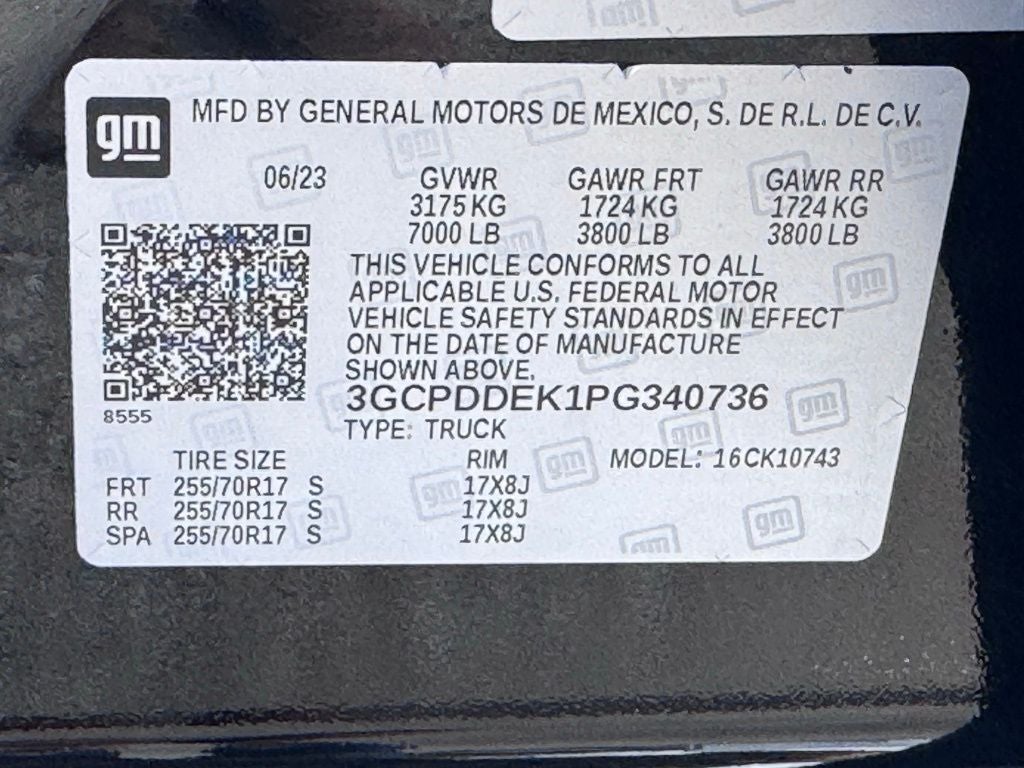 gm
MFD BY GENERAL MOTORS DE MEXICO, S. DE R.L. DE C.V.
06/23 GVWR GAWR FRT GAWR RR
3175 KG 1724 KG 1724 KG
7000 LB 3800 LB 3800 LB
THIS VEHICLE CONFORMS TO ALL
APPLICABLE U.S. FEDERAL MOTOR
VEHICLE SAFETY STANDARDS IN EFFECT
ON THE DATE OF MANUFACTURE
SHOWN ABOVE.
3GCPDDEK1PG340736
8555
TYPE: TRUCK
TIRE SIZE RIM MODEL: 16CK10743
FRT 255/70R17 S 17X8J
RR 255/70R17 S 17X8J
SPA 255/70R17 S 17X8J